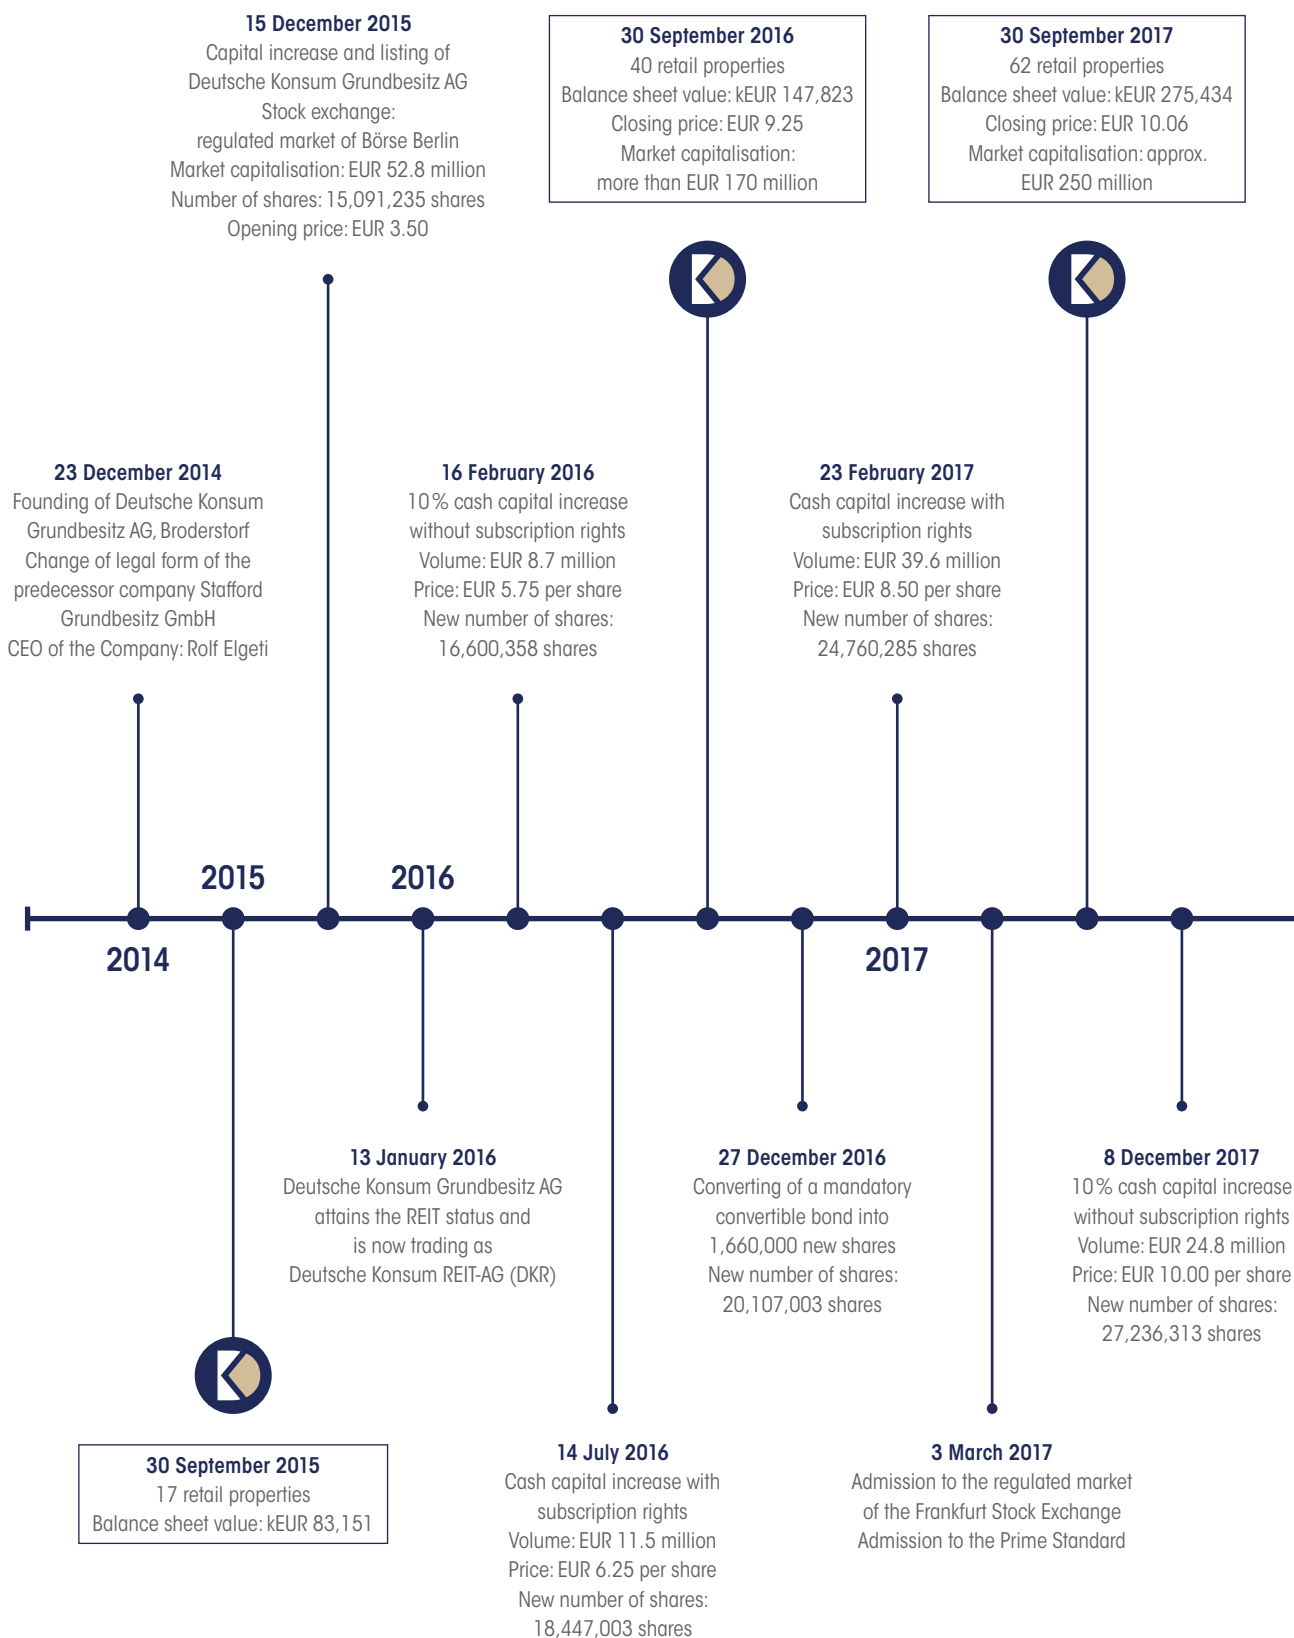 15 December 2015
Capital increase and listing of
Deutsche Konsum Grundbesitz AG
Stock exchange:
regulated market of Börse Berlin
Market capitalisation: EUR 52.8 million
Number of shares: 15,091,235 shares
Opening price: EUR 3.50
30 September 2016
40 retail properties
Balance sheet value: kEUR 147,823
Closing price: EUR 9.25
Market capitalisation:
more than EUR 170 million
30 September 2017
62 retail properties
Balance sheet value: kEUR 275,434
Closing price: EUR 10.06
Market capitalisation: approx.
EUR 250 million
23 December 2014
Founding of Deutsche Konsum
Grundbesitz AG, Broderstorf
Change of legal form of the
predecessor company Stafford
Grundbesitz GmbH
CEO of the Company: Rolf Elgeti
16 February 2016
10% cash capital increase
without subscription rights
Volume: EUR 8.7 million
Price: EUR 5.75 per share
New number of shares:
16,600,358 shares
23 February 2017
Cash capital increase with
subscription rights
Volume: EUR 39.6 million
Price: EUR 8.50 per share
New number of shares:
24,760,285 shares
2015
2016
2014
2017
13 January 2016
Deutsche Konsum Grundbesitz AG
attains the REIT status and
is now trading as
Deutsche Konsum REIT-AG (DKR)
27 December 2016
Converting of a mandatory
convertible bond into
1,660,000 new shares
New number of shares:
20,107,003 shares
8 December 2017
10% cash capital increase
without subscription rights
Volume: EUR 24.8 million
Price: EUR 10.00 per share
New number of shares:
27,236,313 shares
30 September 2015
17 retail properties
Balance sheet value: kEUR 83,151
14 July 2016
Cash capital increase with
subscription rights
Volume: EUR 11.5 million
Price: EUR 6.25 per share
New number of shares:
18,447,003 shares
3 March 2017
Admission to the regulated market
of the Frankfurt Stock Exchange
Admission to the Prime Standard